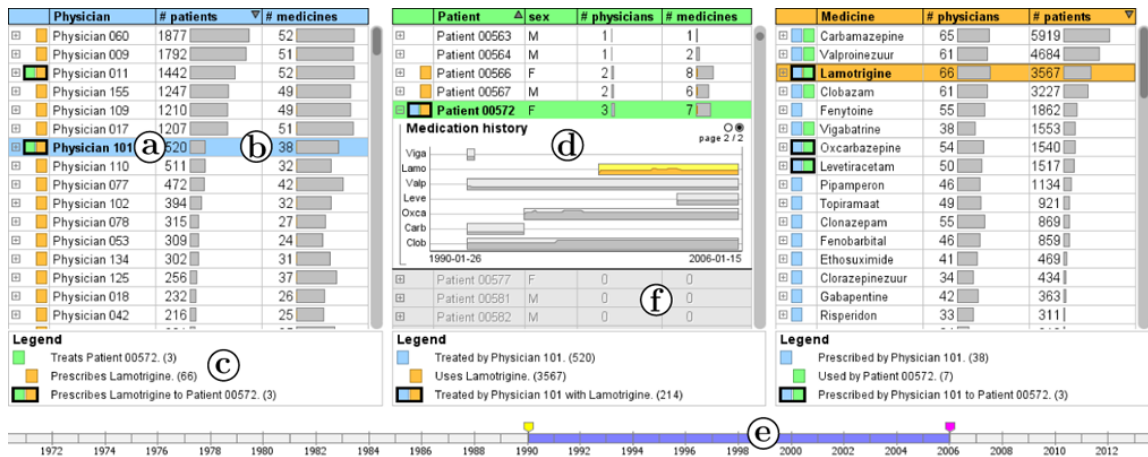 Physician # patients # medicines
Physician 060 1877 52
Physician 009 1792 51
Physician 011 1442 52
Physician 155 1247 49
Physician 109 1210 49
Physician 017 1207 51
Physician 101 520 38
Physician 110 511 32
Physician 077 472 42
Physician 102 394 32
Physician 078 315 27
Physician 053 309 24
Physician 134 302 31
Physician 125 256 37
Physician 018 232 26
Physician 042 216 25
a
b
Legend
Treats Patient 00572. (3)
Prescribes Lamotrigine. (66)
Prescribes Lamotrigine to Patient 00572. (3)
c
Patient sex # physicians # medicines
Patient 00563 M 1 1
Patient 00564 M 1 2
Patient 00566 F 2 8
Patient 00567 M 2 6
Patient 00572 F 3 7
Medication history
page 2 / 2
d
Viga
Lamo
Valp
Leve
Oxca
Carb
Clob
1990-01-26 2006-01-15
Patient 00577 F 0 0
Patient 00581 M 0 0
Patient 00582 M 0 0
f
Legend
Treated by Physician 101. (520)
Uses Lamotrigine. (3567)
Treated by Physician 101 with Lamotrigine. (214)
Medicine # physicians # patients
Carbamazepine 65 5919
Valproinezuur 61 4684
Lamotrigine 66 3567
Clobazam 61 3227
Fenytoine 55 1862
Vigabatrine 38 1553
Oxcarbazepine 54 1540
Levetiracetam 50 1517
Pipamperon 46 1134
Topiramaat 49 921
Clonazepam 55 869
Fenobarbital 46 859
Ethosuximide 41 469
Clorazepinezuur 34 434
Gabapentine 42 363
Risperidon 33 311
Legend
Prescribed by Physician 101. (38)
Used by Patient 00572. (7)
Prescribed by Physician 101 to Patient 00572. (3)
e
1972 1974 1976 1978 1980 1982 1984 1986 1988 1990 1992 1994 1996 1998 2000 2002 2004 2006 2008 2010 2012